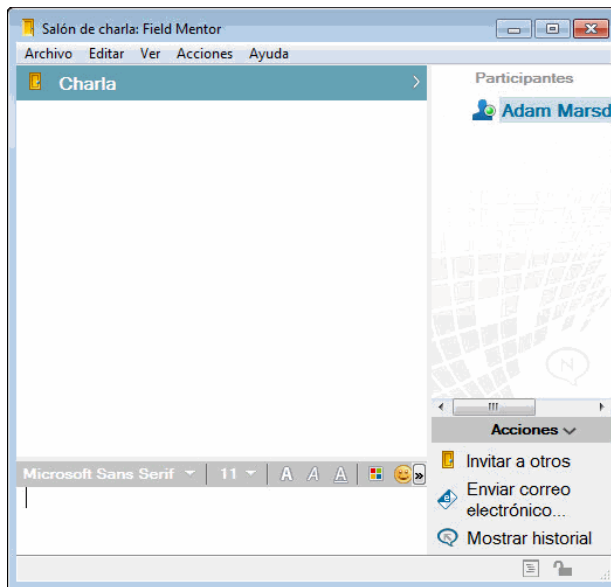 Salón de charla: Field Mentor
Archivo Editar Ver Acciones Ayuda
Charla
Participantes
Adam Marsd
Acciones
Microsoft Sans Serif 11 A A A
Invitar a otros
Enviar correo
electrónico...
Mostrar historial